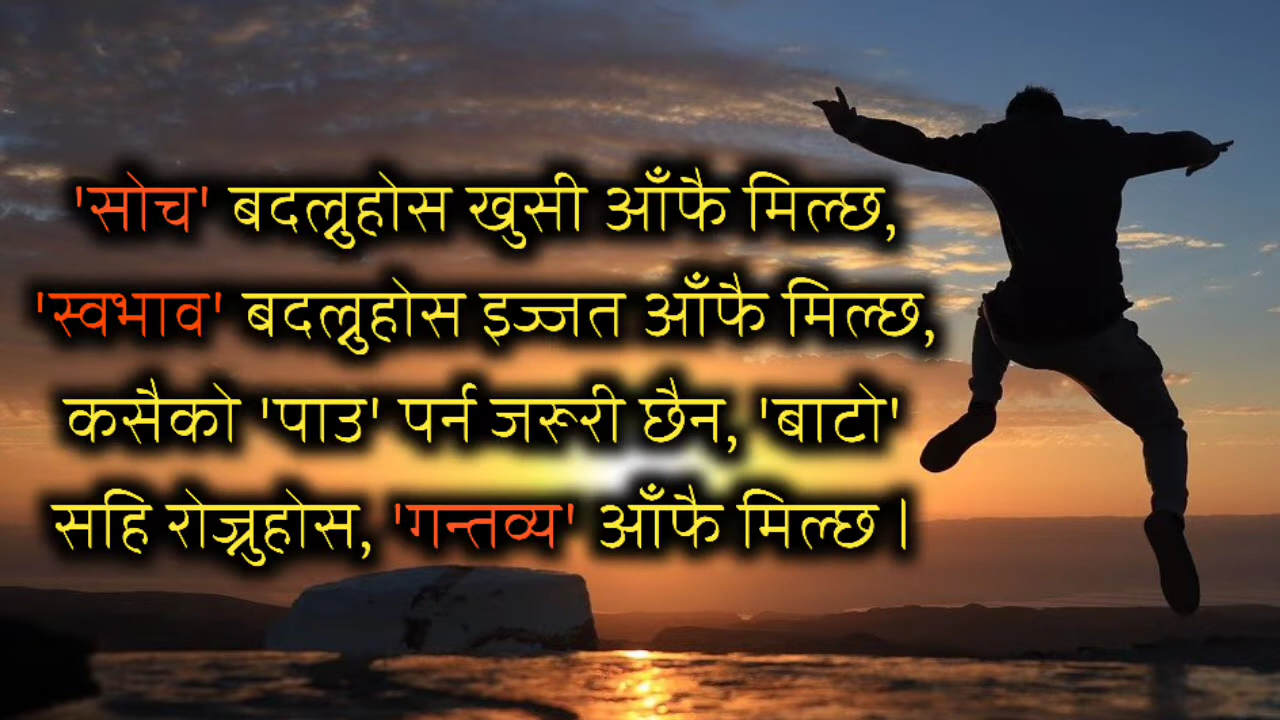 'सोच' बदल्नुहोस खुसी आँफै मिल्छ,
'स्वभाव' बदल्नुहोस इज्जत आँफै मिल्छ,
कसैको 'पाउ' पर्न जरूरी छैन, 'बाटो'
सहि रोज्नुहोस, 'गन्तव्य' आँफै मिल्छ।